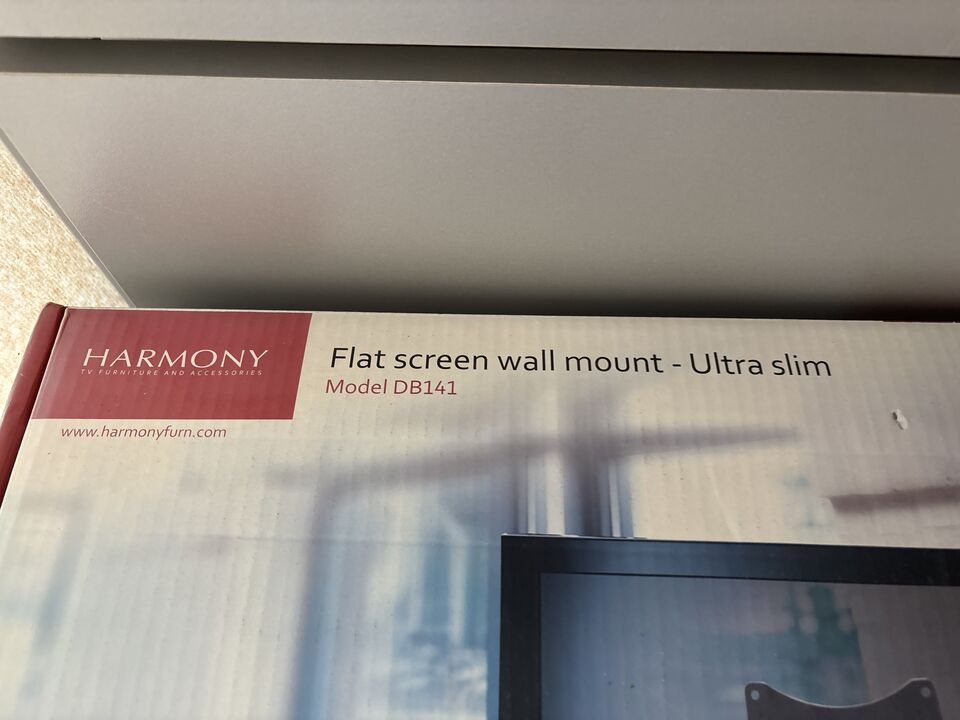 HARMONY
TV FURNITURE AND ACCESSORIES
www.harmonyfurn.com
Flat screen wall mount - Ultra slim
Model DB141